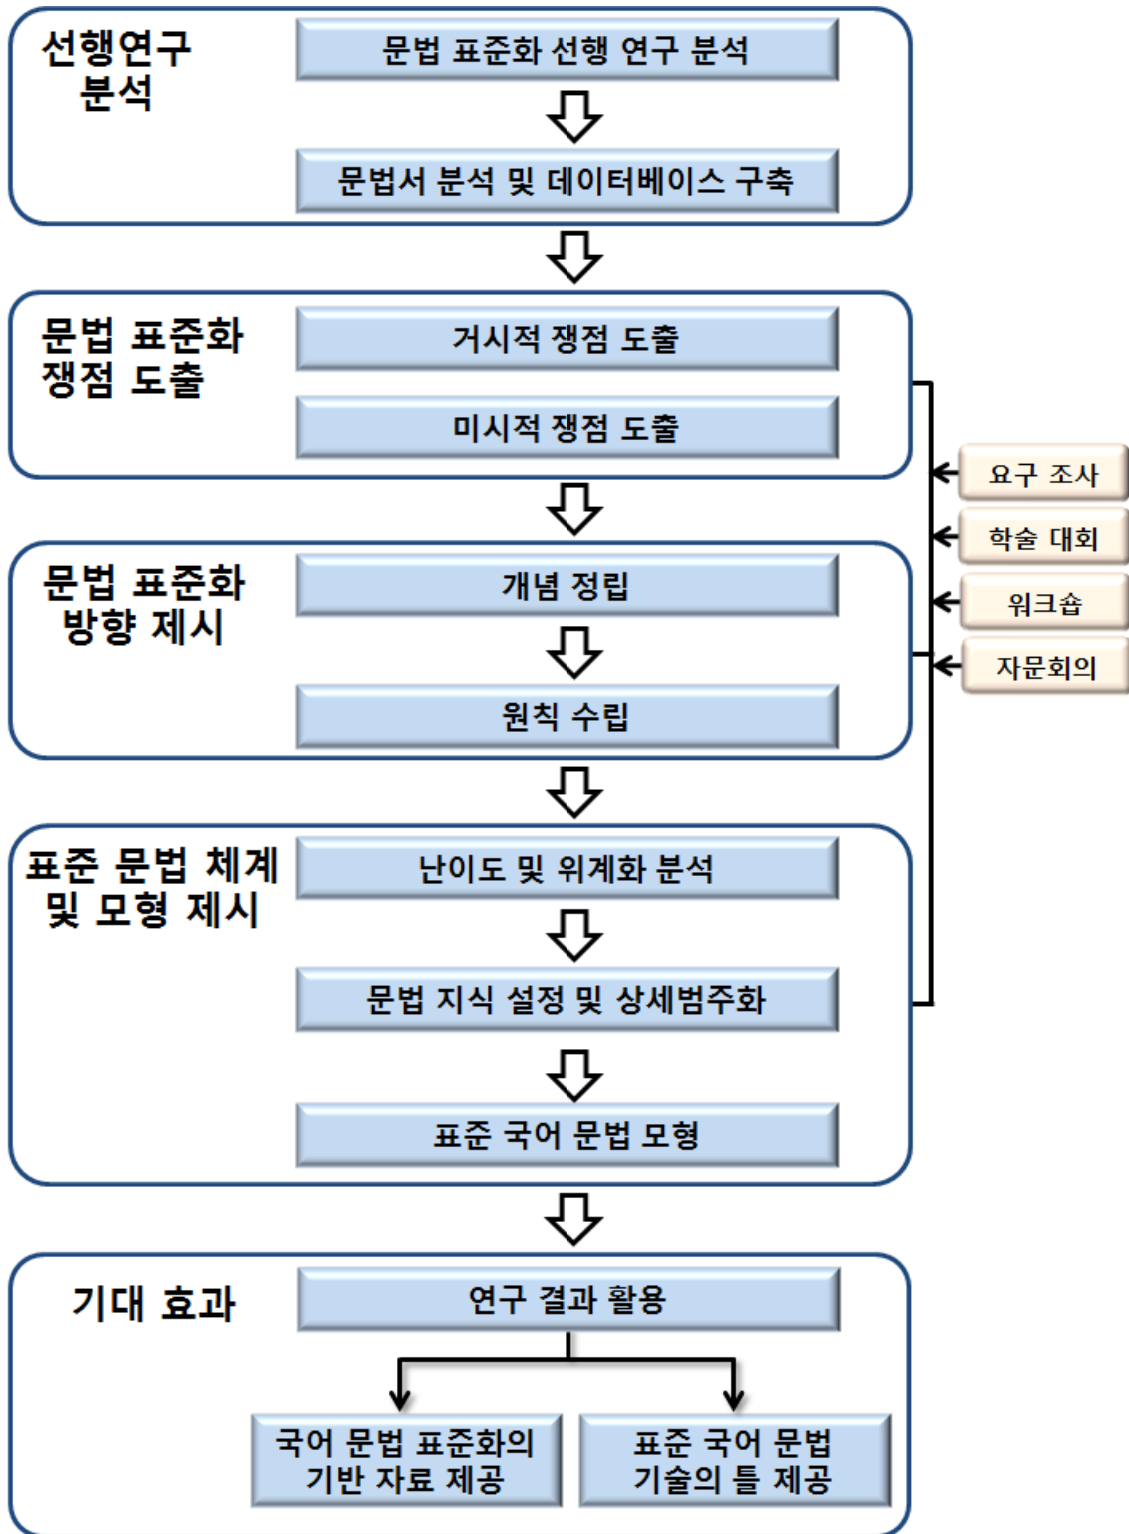 선행연구
분석
문법 표준화 선행 연구 분석
문법서 분석 및 데이터베이스 구축
문법 표준화
쟁점 도출
거시적 쟁점 도출
미시적 쟁점 도출
요구 조사
학술 대회
워크숍
자문회의
문법 표준화
방향 제시
개념 정립
원칙 수립
표준 문법 체계
및 모형 제시
난이도 및 위계화 분석
문법 지식 설정 및 상세범주화
표준 국어 문법 모형
기대 효과
연구 결과 활용
국어 문법 표준화의
기반 자료 제공
표준 국어 문법
기술의 틀 제공